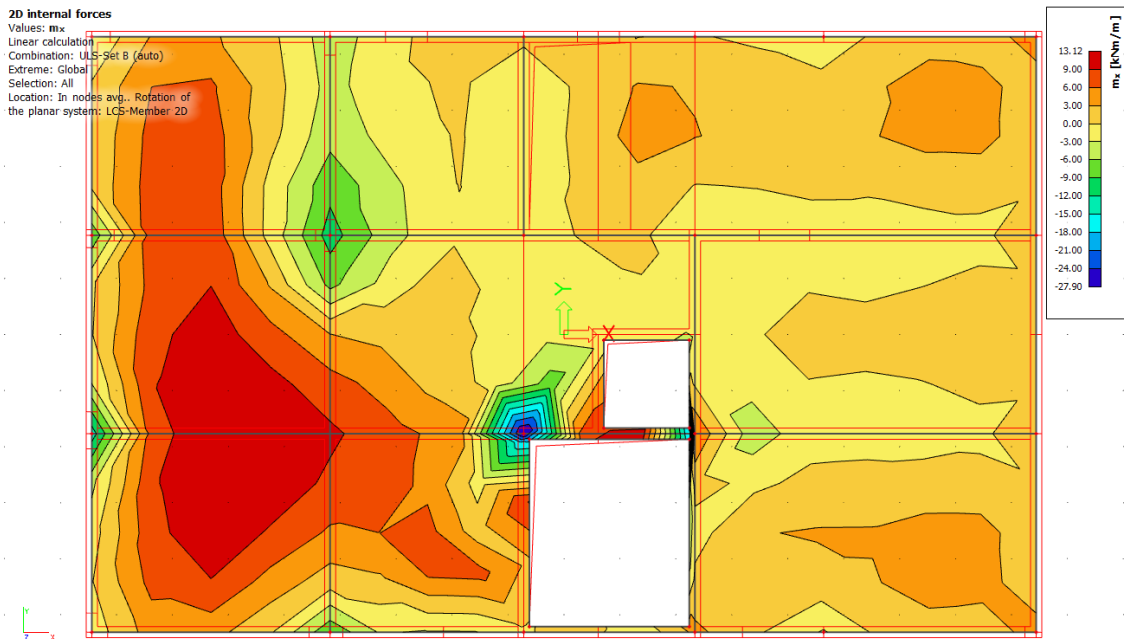 2D internal forces
Values: mx
Linear calculation
Combination: ULS-Set B (auto)
Extreme: Global
Selection: All
Location: In nodes avg.. Rotation of
the planar system: LCS-Member 2D
mx [kNm/m]
13.12
9.00
6.00
3.00
0.00
-3.00
-6.00
-9.00
-12.00
-15.00
-18.00
-21.00
-24.00
-27.90
Y
X
Y
Z
X